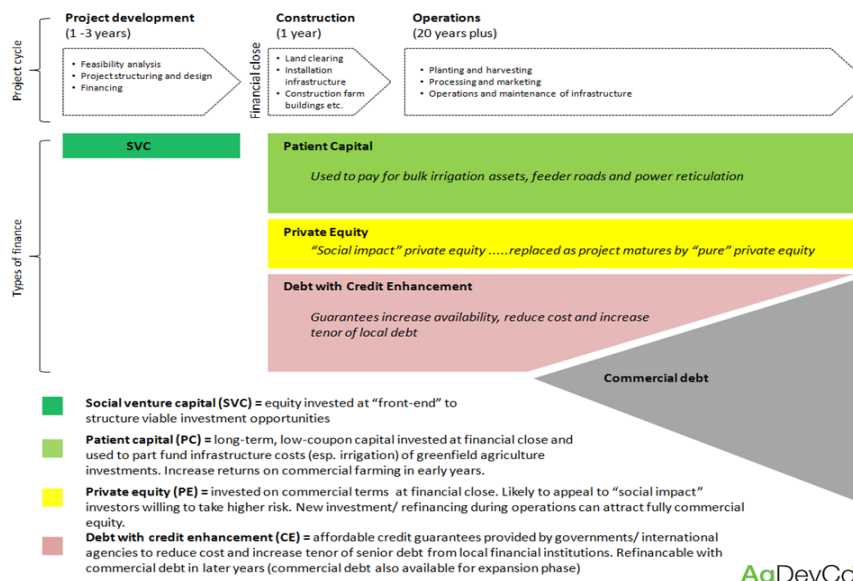 Project development
(1 -3 years)
Construction
(1 year)
Operations
(20 years plus)
Project cycle
• Feasibility analysis
• Project structuring and design
• Financing
Financial close
• Land clearing
• Installation
infrastructure
• Construction farm
buildings etc.
• Planting and harvesting
• Processing and marketing
• Operations and maintenance of infrastructure
Types of finance
SVC
Patient Capital
Used to pay for bulk irrigation assets, feeder roads and power reticulation
Private Equity
“Social impact” private equity .....replaced as project matures by “pure” private equity
Debt with Credit Enhancement
Guarantees increase availability, reduce cost and increase
tenor of local debt
Commercial debt
Social venture capital (SVC) = equity invested at “front-end” to
structure viable investment opportunities
Patient capital (PC) = long-term, low-coupon capital invested at financial close and
used to part fund infrastructure costs (esp. irrigation) of greenfield agriculture
investments. Increase returns on commercial farming in early years.
Private equity (PE) = invested on commercial terms at financial close. Likely to appeal to “social impact”
investors willing to take higher risk. New investment/ refinancing during operations can attract fully commercial
equity.
Debt with credit enhancement (CE) = affordable credit guarantees provided by governments/ international
agencies to reduce cost and increase tenor of senior debt from local financial institutions. Refinancable with
commercial debt in later years (commercial debt also available for expansion phase)
AgDevCo